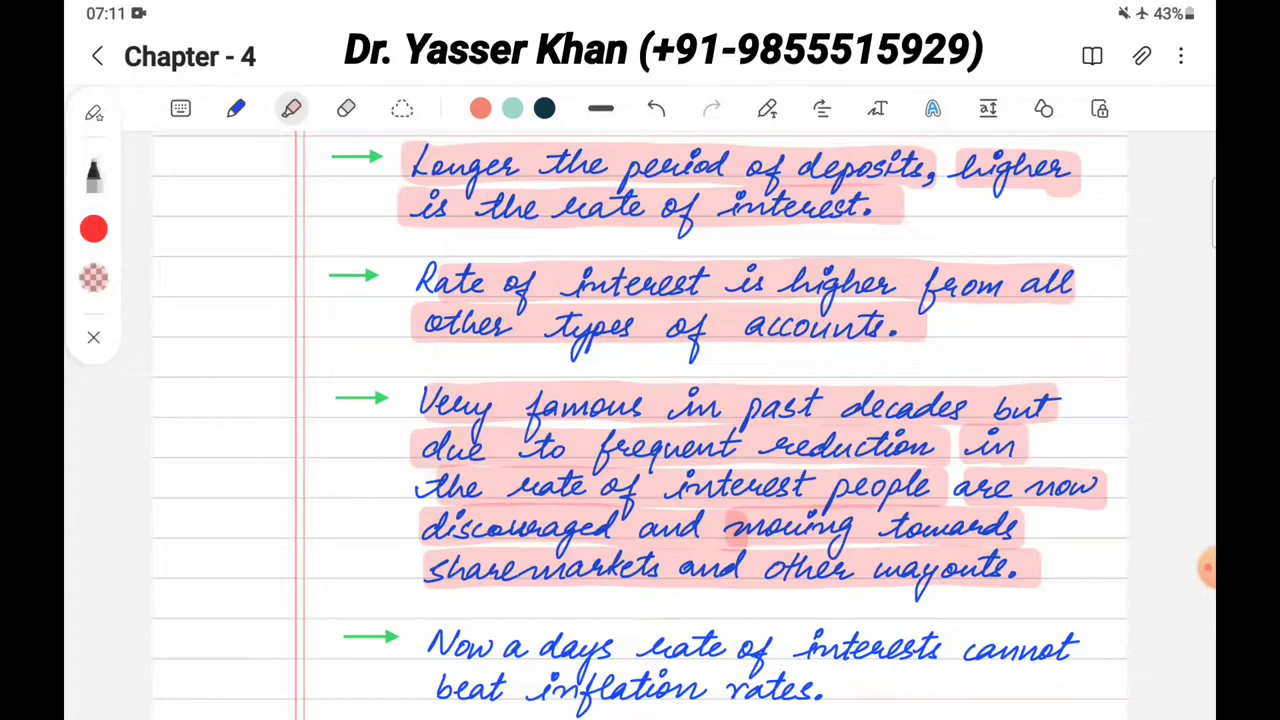 07:11
43%
Chapter - 4
Dr. Yasser Khan (+91-9855515929)
Longer the period of deposits, higher
is the rate of interest.
Rate of interest is higher from all
other types of accounts.
Very famous in past decades but
due to frequent reduction in
the rate of interest people are now
discouraged and moving towards
sharemarkets and other wayouts.
Now a days rate of interests cannot
beat inflation rates.